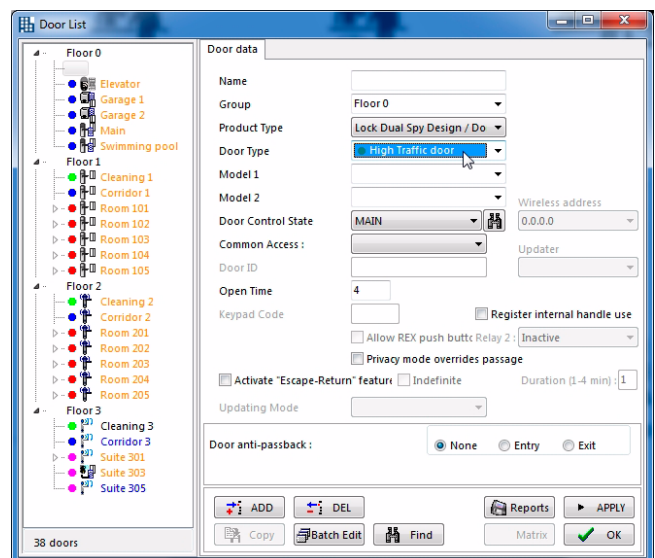 Door List
Floor 0
Elevator
Garage 1
Garage 2
Main
Swimming pool
Floor 1
Cleaning 1
Corridor 1
Room 101
Room 102
Room 103
Room 104
Room 105
Floor 2
Cleaning 2
Corridor 2
Room 201
Room 202
Room 203
Room 204
Room 205
Floor 3
Cleaning 3
Corridor 3
Suite 301
Suite 303
Suite 305
38 doors
Door data
Name
Group Floor 0
Product Type Lock Dual Spy Design / Do
Door Type High Traffic door
Model 1
Model 2
Wireless address
Door Control State MAIN 0.0.0.0
Common Access :
Updater
Door ID
Open Time 4
Keypad Code Register internal handle use
Allow REX push buttc Relay 2 : Inactive
Privacy mode overrides passage
Activate "Escape-Return" feature Indefinite Duration (1-4 min) : 1
Updating Mode
Door anti-passback : None Entry Exit
ADD DEL Reports APPLY
Copy Batch Edit Find Matrix OK